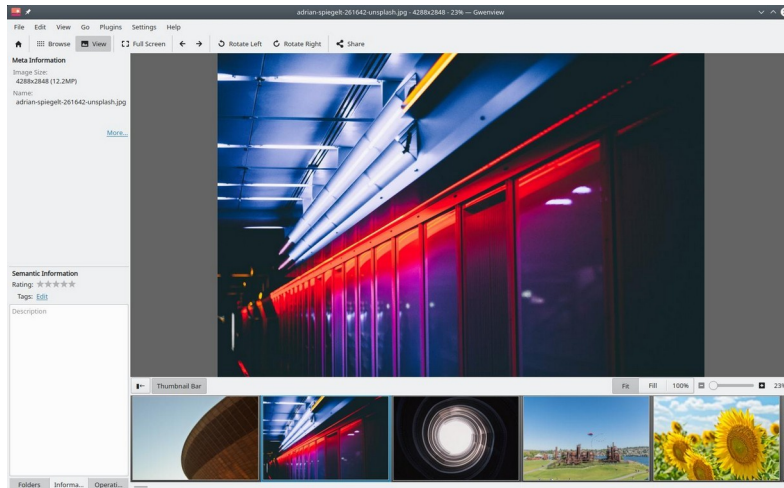 adrian-spiegelt-261642-unsplash.jpg - 4288x2848 - 23% — Gwenview
File Edit View Go Plugins Settings Help
Browse View Full Screen Rotate Left Rotate Right Share
Meta Information
Image Size:
4288x2848 (12.2MP)
Name:
adrian-spiegelt-261642-unsplash.jpg
More...
Semantic Information
Rating:
Tags: Edit
Description
Thumbnail Bar Fit Fill 100% 23%
Folders Informa... Operati...